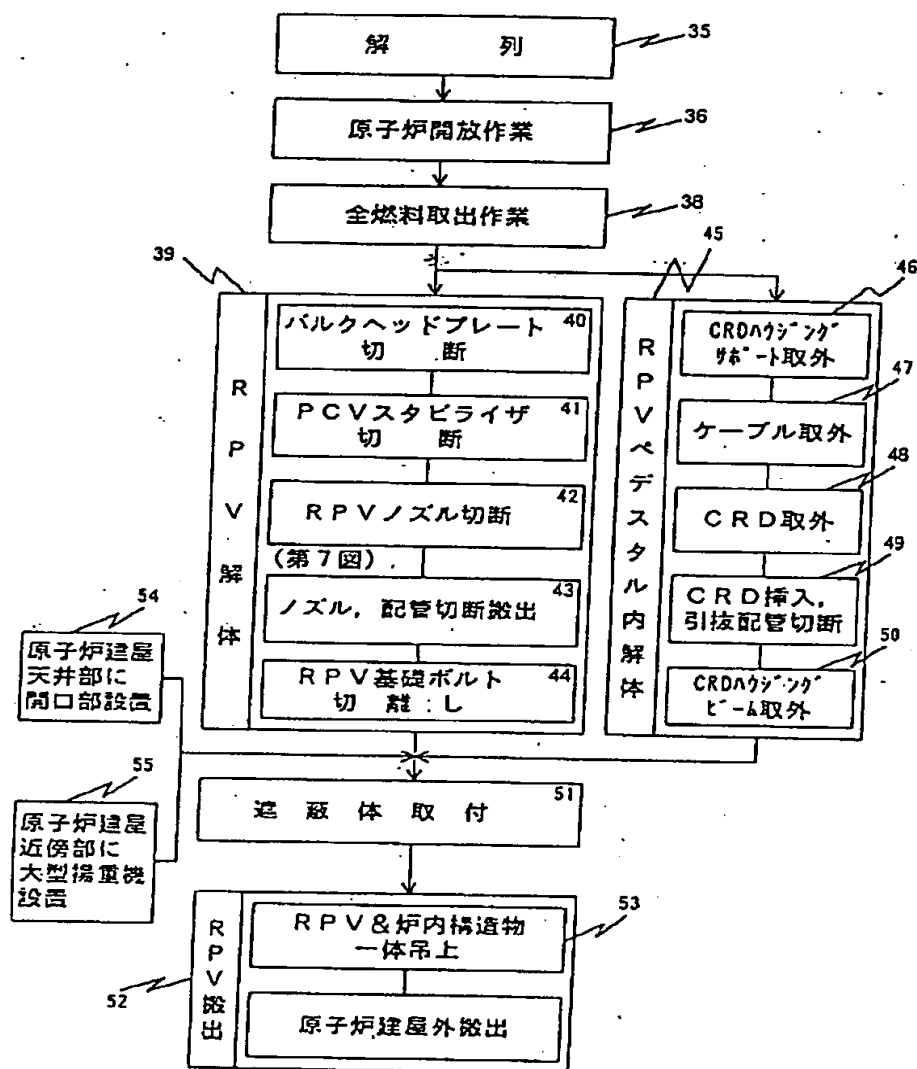 解 列
35
原子炉開放作業
36
全燃料取出作業
38
39
RPV解体
バルクヘッドプレート
切 断
40
PCVスタビライザ
切 断
41
RPVノズル切断
42
(第7図)
ノズル,配管切断搬出
43
RPV基礎ボルト
切 離 し
44
45
RPVペデスタル内解体
46
CRDハウジング
サポート取外
47
ケーブル取外
48
CRD取外
49
CRD挿入,
引抜配管切断
50
CRDハウジング
ビーム取外
54
原子炉建屋
天井部に
開口部設置
55
原子炉建屋
近傍部に
大型揚重機
設置
遮 蔽 体 取 付
51
52
RPV搬出
RPV&炉内構造物
一体吊上
53
原子炉建屋外搬出